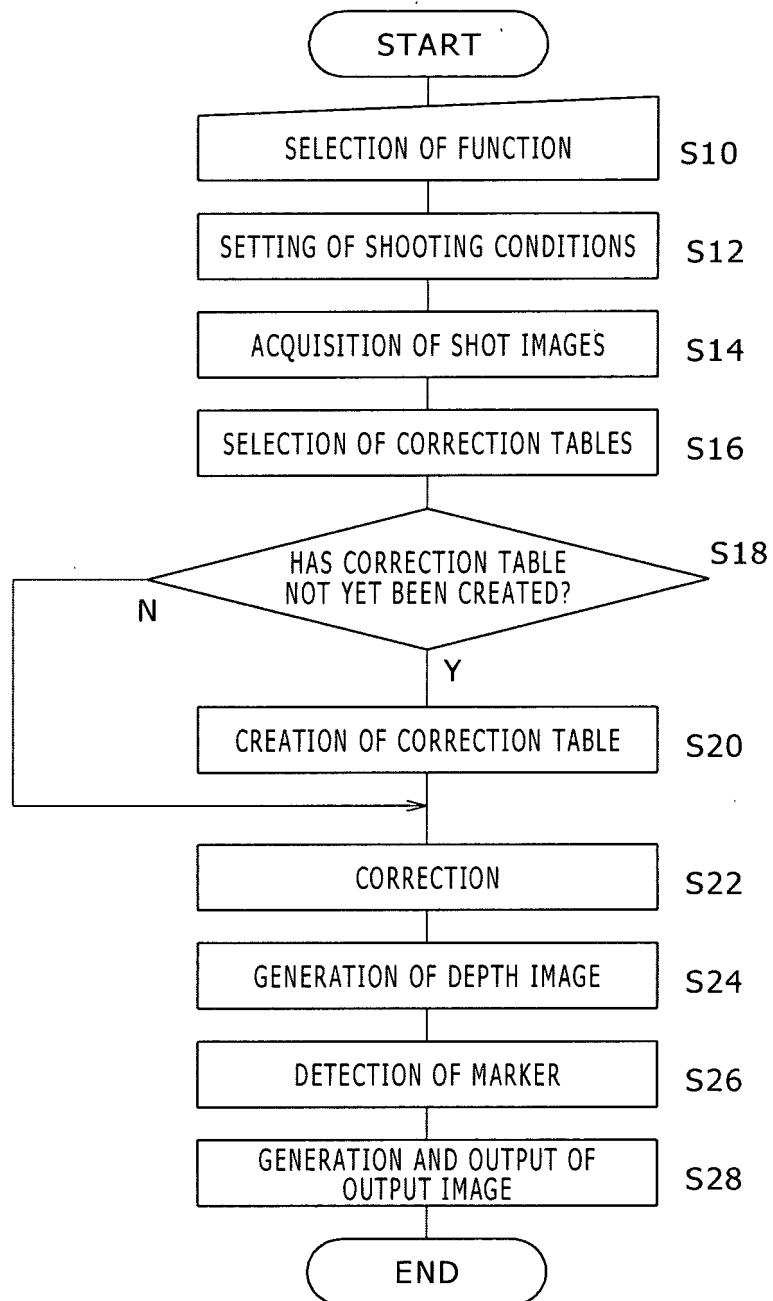 START
SELECTION OF FUNCTION
S10
SETTING OF SHOOTING CONDITIONS
S12
ACQUISITION OF SHOT IMAGES
S14
SELECTION OF CORRECTION TABLES
S16
HAS CORRECTION TABLE
NOT YET BEEN CREATED?
S18
N
Y
CREATION OF CORRECTION TABLE
S20
CORRECTION
S22
GENERATION OF DEPTH IMAGE
S24
DETECTION OF MARKER
S26
GENERATION AND OUTPUT OF
OUTPUT IMAGE
S28
END